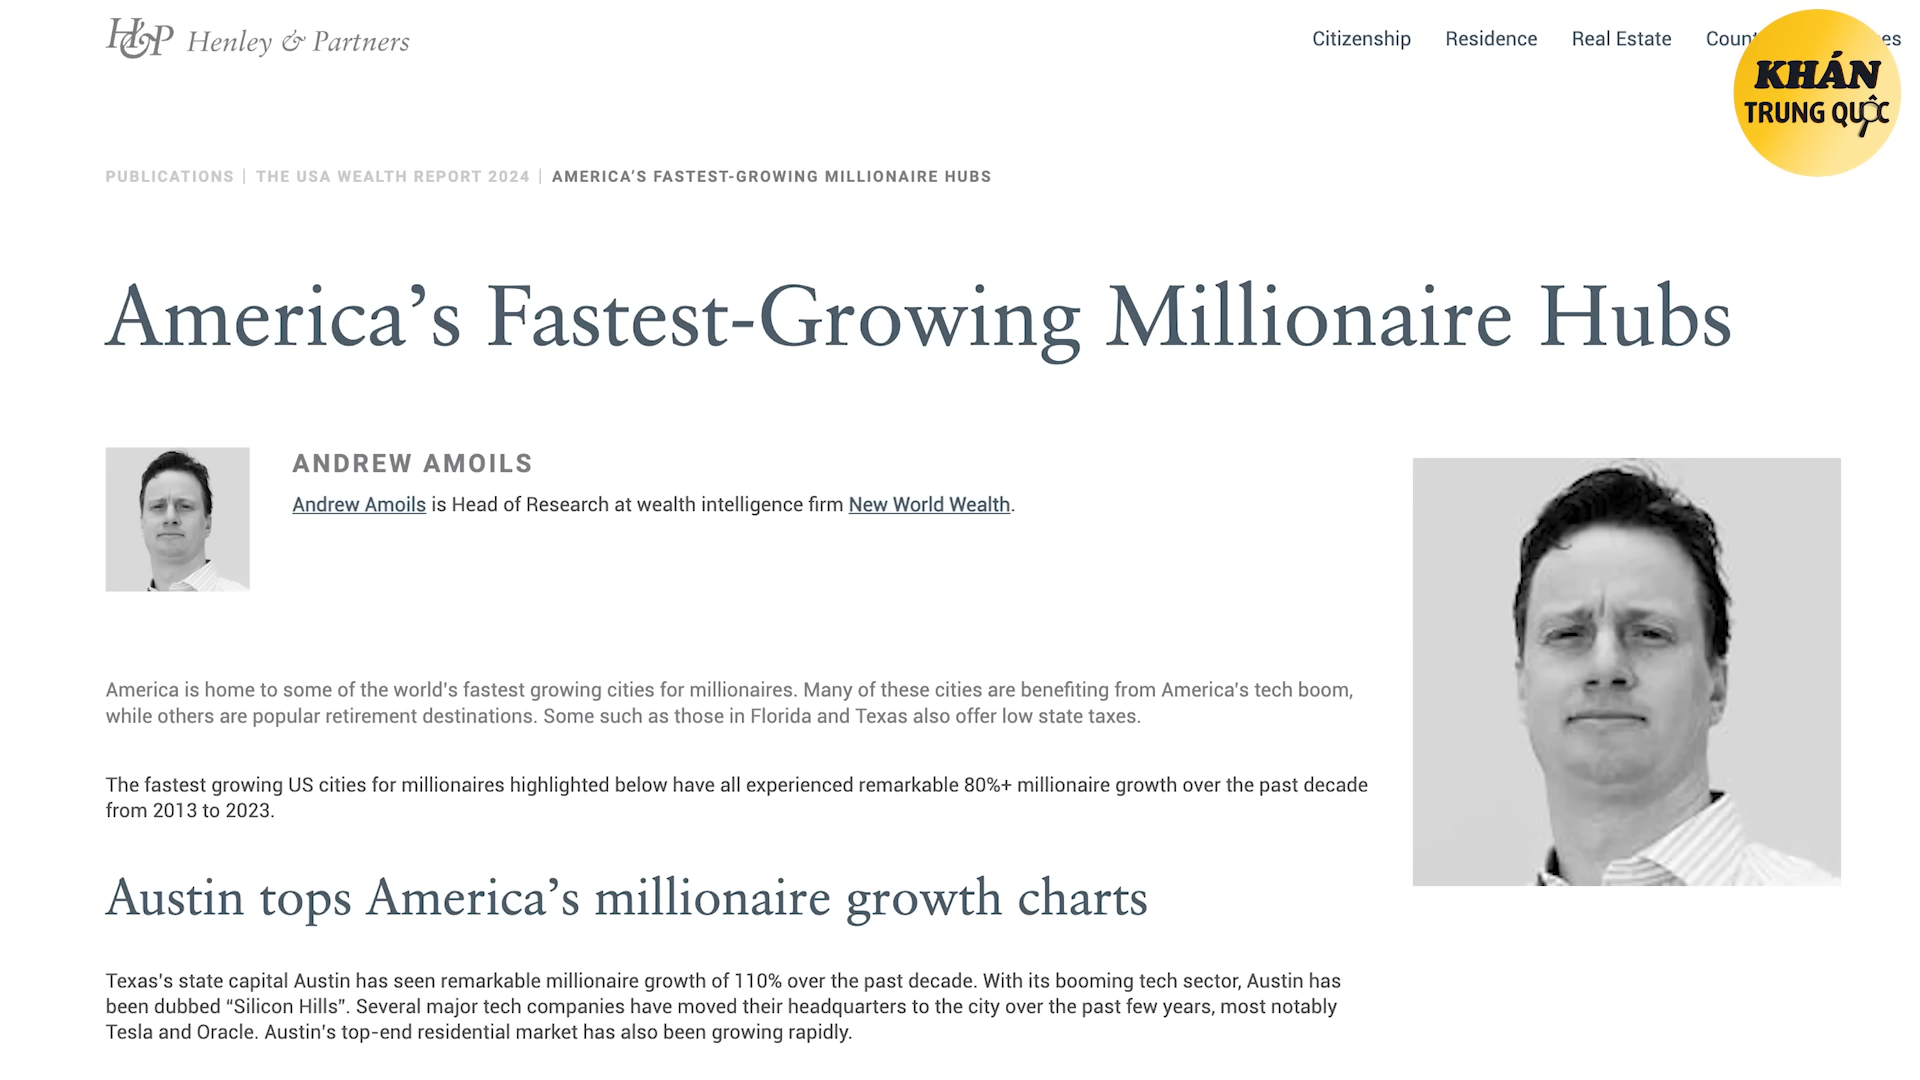 H&P Henley & Partners
Citizenship Residence Real Estate
KHÁN
TRUNG QUỐC
PUBLICATIONS | THE USA WEALTH REPORT 2024 | AMERICA’S FASTEST-GROWING MILLIONAIRE HUBS
America’s Fastest-Growing Millionaire Hubs
ANDREW AMOILS
Andrew Amoils is Head of Research at wealth intelligence firm New World Wealth.
America is home to some of the world's fastest growing cities for millionaires. Many of these cities are benefiting from America's tech boom,
while others are popular retirement destinations. Some such as those in Florida and Texas also offer low state taxes.
The fastest growing US cities for millionaires highlighted below have all experienced remarkable 80%+ millionaire growth over the past decade
from 2013 to 2023.
Austin tops America’s millionaire growth charts
Texas's state capital Austin has seen remarkable millionaire growth of 110% over the past decade. With its booming tech sector, Austin has
been dubbed “Silicon Hills”. Several major tech companies have moved their headquarters to the city over the past few years, most notably
Tesla and Oracle. Austin's top-end residential market has also been growing rapidly.